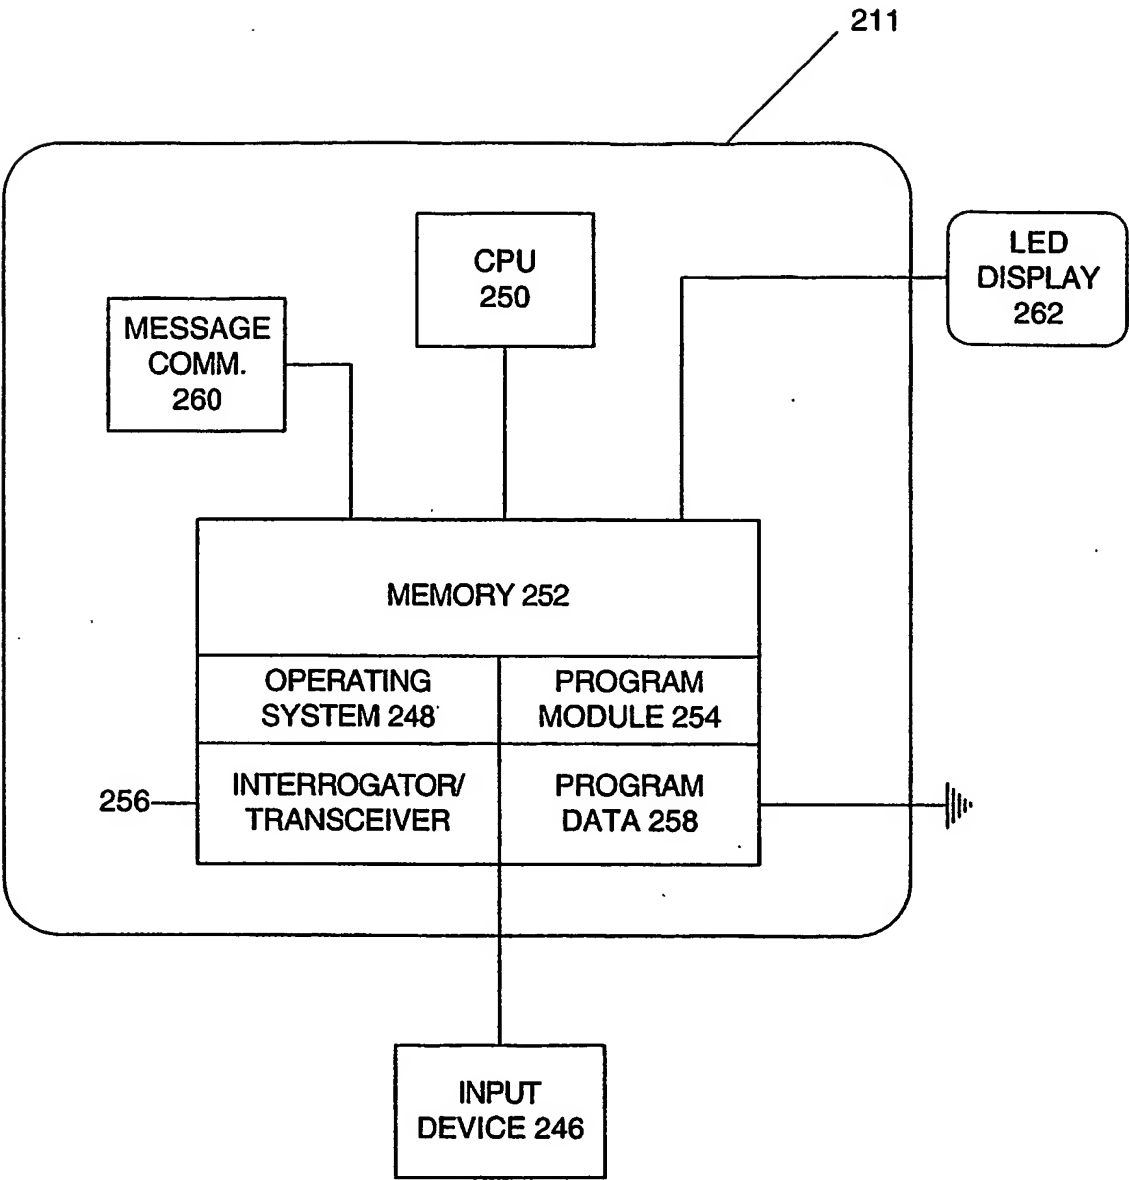 211
CPU
250
LED
DISPLAY
262
MESSAGE
COMM.
260
MEMORY 252
OPERATING
SYSTEM 248
PROGRAM
MODULE 254
256
INTERROGATOR/
TRANSCEIVER
PROGRAM
DATA 258
INPUT
DEVICE 246